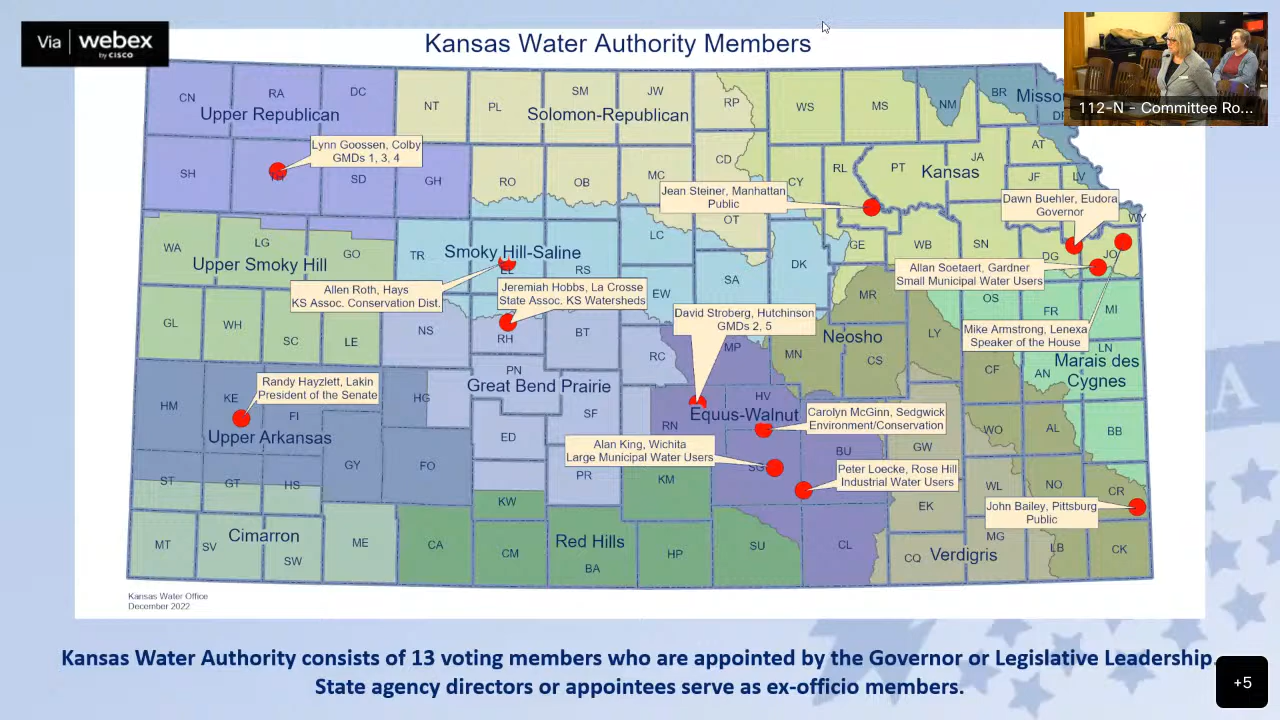 Via webex
by CISCO
Kansas Water Authority Members
112-N - Committee Ro...
CN
RA
DC
NT
PL
SM
JW
RP
WS
MS
NM
BR
Upper Republican
Solomon-Republican
Lynn Goossen, Colby
GMDs 1, 3, 4
SH
SD
GH
RO
OB
MC
CD
CY
RL
PT
JA
AT
Kansas
JF
LV
Jean Steiner, Manhattan
Public
Dawn Buehler, Eudora
Governor
WY
WA
LG
GO
TR
Upper Smoky Hill
Smoky Hill-Saline
EL
RS
LC
OT
SA
DK
GE
WB
SN
DG
JO
Allan Soetaert, Gardner
Small Municipal Water Users
Allen Roth, Hays
KS Assoc. Conservation Dist.
Jeremiah Hobbs, La Crosse
State Assoc. KS Watersheds
EW
MR
OS
FR
MI
David Stroberg, Hutchinson
GMDs 2, 5
GL
WH
SC
LE
NS
RH
BT
RC
MP
MN
Neosho
CS
LY
Mike Armstrong, Lenexa
Speaker of the House
LN
Marais des
Cygnes
CF
AN
PN
Great Bend Prairie
Randy Hayzlett, Lakin
President of the Senate
HM
KE
FI
HG
HV
Upper Arkansas
ED
SF
RN
Equus-Walnut
Carolyn McGinn, Sedgwick
Environment/Conservation
WO
AL
BB
Alan King, Wichita
Large Municipal Water Users
SG
BU
GW
GY
FO
PR
KM
Peter Loecke, Rose Hill
Industrial Water Users
ST
GT
HS
KW
EK
WL
NO
CR
John Bailey, Pittsburg
Public
MT
SV
Cimarron
SW
ME
CA
CM
Red Hills
BA
HP
SU
CL
CQ
Verdigris
MG
LB
CK
Kansas Water Office
December 2022
Kansas Water Authority consists of 13 voting members who are appointed by the Governor or Legislative Leadership.
State agency directors or appointees serve as ex-officio members.
+5